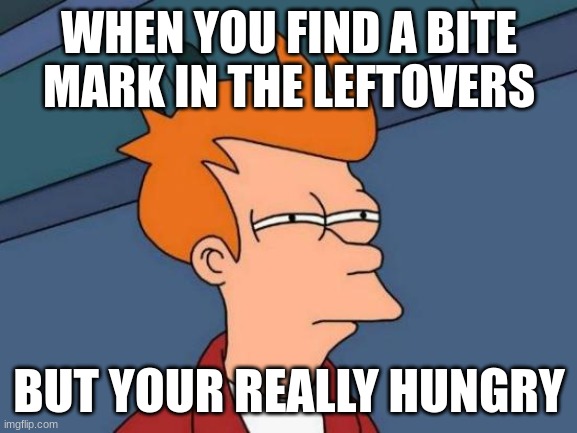 WHEN YOU FIND A BITE
MARK IN THE LEFTOVERS
BUT YOUR REALLY HUNGRY
imgflip.com